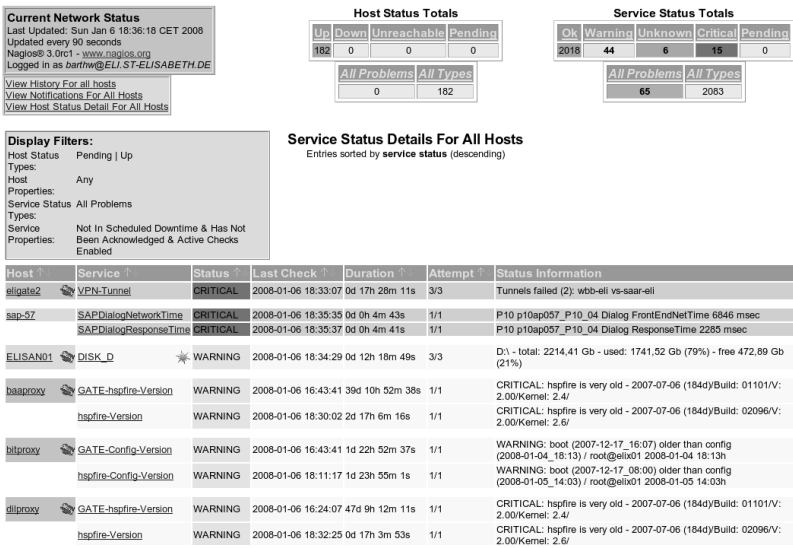 Current Network Status
Last Updated: Sun Jan 6 18:36:18 CET 2008
Updated every 90 seconds
Nagios® 3.0rc1 - www.nagios.org
Logged in as barthw@ELI.ST-ELISABETH.DE
View History For all hosts
View Notifications For All Hosts
View Host Status Detail For All Hosts
Host Status Totals
Up Down Unreachable Pending
182 0 0 0
All Problems All Types
0 182
Service Status Totals
Ok Warning Unknown Critical Pending
2018 44 6 15 0
All Problems All Types
65 2083
Display Filters:
Host Status Types: Pending | Up
Host Properties: Any
Service Status Types: All Problems
Service Properties: Not In Scheduled Downtime & Has Not Been Acknowledged & Active Checks Enabled
Service Status Details For All Hosts
Entries sorted by service status (descending)
Host Service Status Last Check Duration Attempt Status Information
eligate2 VPN-Tunnel CRITICAL 2008-01-06 18:33:07 0d 17h 28m 11s 3/3 Tunnels failed (2): wbb-eli vs-saar-eli
sap-57 SAPDialogNetworkTime CRITICAL 2008-01-06 18:35:35 0d 0h 4m 43s 1/1 P10 p10ap057_P10_04 Dialog FrontEndNetTime 6846 msec
SAPDialogResponseTime CRITICAL 2008-01-06 18:35:37 0d 0h 4m 41s 1/1 P10 p10ap057_P10_04 Dialog ResponseTime 2285 msec
ELISAN01 DISK_D WARNING 2008-01-06 18:34:29 0d 12h 18m 49s 3/3 D:\ - total: 2214,41 Gb - used: 1741,52 Gb (79%) - free 472,89 Gb (21%)
baaproxy GATE-hspfire-Version WARNING 2008-01-06 16:43:41 39d 10h 52m 38s 1/1 CRITICAL: hspfire is very old - 2007-07-06 (184d)/Build: 01101/V: 2.00/Kernel: 2.4/
hspfire-Version WARNING 2008-01-06 18:30:02 2d 17h 6m 16s 1/1 CRITICAL: hspfire is very old - 2007-07-06 (184d)/Build: 02096/V: 2.00/Kernel: 2.6/
bitproxy GATE-Config-Version WARNING 2008-01-06 16:43:41 1d 22h 52m 37s 1/1 WARNING: boot (2007-12-17_16:07) older than config (2008-01-04_18:13) / root@elix01 2008-01-04 18:13h
hspfire-Config-Version WARNING 2008-01-06 18:11:17 1d 23h 55m 1s 1/1 WARNING: boot (2007-12-17_08:00) older than config (2008-01-05_14:03) / root@elix01 2008-01-05 14:03h
dilproxy GATE-hspfire-Version WARNING 2008-01-06 16:24:07 47d 9h 12m 11s 1/1 CRITICAL: hspfire is very old - 2007-07-06 (184d)/Build: 01101/V: 2.00/Kernel: 2.4/
hspfire-Version WARNING 2008-01-06 18:32:25 0d 17h 3m 53s 1/1 CRITICAL: hspfire is very old - 2007-07-06 (184d)/Build: 02096/V: 2.00/Kernel: 2.6/